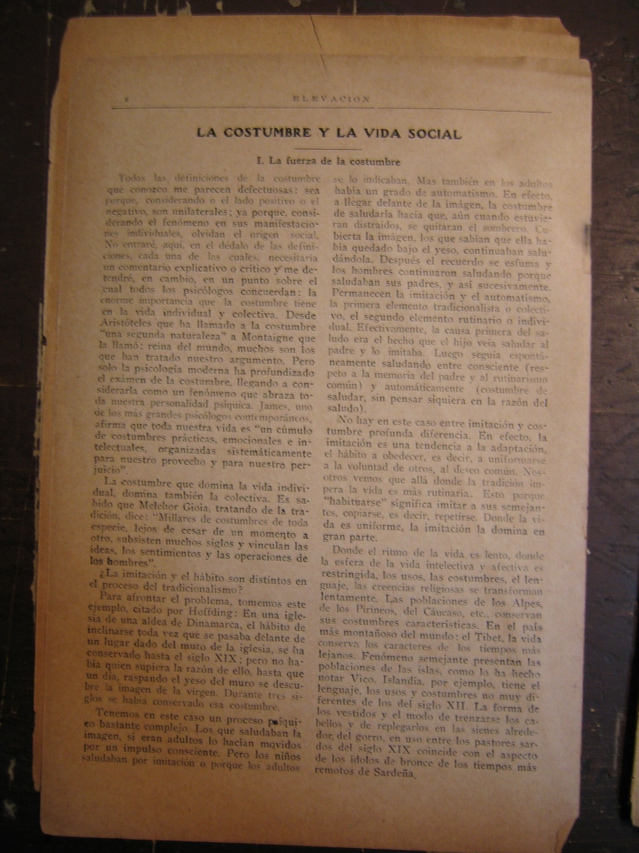 6
ELEVACION
LA COSTUMBRE Y LA VIDA SOCIAL
I. La fuerza de la costumbre
Todas las definiciones de la costumbre
que conozco me parecen defectuosas: sea
porque, considerando o el lado positivo o el
negativo, son unilaterales; ya porque, consi-
derando el fenómeno en sus manifestacio-
nes individuales, olvidan el origen social.
No entraré, aquí, en el dédalo de las defini-
ciones, cada una de las cuales, necesitaria
un comentario explicativo o crítico y me de-
tendré, en cambio, en un punto sobre el
cual todos los psicólogos concuerdan: la
enorme importancia que la costumbre tiene
en la vida individual y colectiva. Desde
Aristóteles que ha llamado a la costumbre
"una segunda naturaleza" a Montaigne que
la llamó: reina del mundo, muchos son los
que han tratado nuestro argumento. Pero
solo la psicología moderna ha profundizado
el exámen de la costumbre, llegando a con-
siderarla como un fenómeno que abraza to-
da nuestra personalidad psíquica. James, uno
de los más grandes psicólogos contemporáncos,
afirma que toda nuestra vida es "un cúmulo
de costumbres prácticas, emocionales e in-
telectuales, organizadas sistemáticamente
para nuestro provecho y para nuestro per-
juicio".
La costumbre que domina la vida indivi-
dual, domina también la colectiva. Es sa-
bido que Melchor Gioia, tratando de la tra-
dición, dice: "Millares de costumbres de toda
especie, lejos de cesar de un momento a
otro, subsisten muchos siglos y vinculan las
ideas, los sentimientos y las operaciones de
los hombres".
¿La imitación y el hábito son distintos en
el proceso del tradicionalismo?
Para afrontar el problema, tomemos este
ejemplo, citado por Hoffding: En una igle-
sia de una aldea de Dinamarca, el hábito de
inclinarse toda vez que se pasaba delante de
un lugar dado del muro de la iglesia, se ha
conservado hasta el siglo XIX; pero no ha-
bia quien supiera la razón de ello, hasta que
un día, raspando el yeso del muro se descu-
bre la imagen de la virgen. Durante tres si-
glos se habia conservado esa costumbre.
Tenemos en este caso un proceso psíqui-
co bastante complejo. Los que saludaban la
imagen, si eran adultos lo hacian movidos
por un impulso consciente. Pero los niños
saludaban por imitación o porque los adultos
se lo indicaban. Mas también en los adultos
habia un grado de automatismo. En efecto,
a llegar delante de la imágen, la costumbre
de saludarla hacia que, aún cuando estuvie-
ran distraídos, se quitaran el sombrero. Cu-
bierta la imágen, los que sabian que ella ha-
bía quedado bajo el yeso, continuaban salu-
dándola. Después el recuerdo se esfuma y
los hombres continuaron saludando porque
saludaban sus padres, y así sucesivamente.
Permanecen la imitación y el automatismo,
la primera elemento tradicionalista o colecti-
vo, el segundo elemento rutinario o indivi-
dual. Efectivamente, la causa primera del sa-
ludo era el hecho que el hijo veía saludar al
padre y lo imitaba. Luego seguia espontá-
neamente saludando entre consciente (res-
peto a la memoria del padre y al rutinarismo
común) y automáticamente (costumbre de
saludar, sin pensar siquiera en la razón del
saludo).
No hay en este caso entre imitación y cos-
tumbre profunda diferencia. En efecto, la
imitación es una tendencia a la adaptación,
el hábito a obedecer, es decir, a uniformarse
a la voluntad de otros, al deseo común. Nos-
otros vemos que allá donde la tradición im-
pera la vida es más rutinaria. Esto porque
"habituarse" significa imitar a sus semejan-
tes, copiarse, es decir, repetirse. Donde la vi-
da es uniforme, la imitación la domina en
gran parte.
Donde el ritmo de la vida es lento, donde
la esfera de la vida intelectiva y afectiva es
restringida, los usos, las costumbres, el len-
guaje, las creencias religiosas se transforman
lentamente. Las poblaciones de los Alpes,
de los Pirineos, del Cáucaso, etc., conservan
sus costumbres características. En el país
más montañoso del mundo: el Tibet, la vida
conserva los caracteres de los tiempos más
lejanos. Fenómeno semejante presentan las
poblaciones de las islas, como lo ha hecho
notar Vico. Islandia, por ejemplo, tiene el
lenguaje, los usos y costumbres no muy di-
ferentes de los del siglo XII. La forma de
los vestidos y el modo de trenzarse los ca-
bellos y de replegarlos en las sienes alrede-
dor, del gorro, en uso entre los pastores sar-
dos del siglo XIX coincide con el aspecto
de los ídolos de bronce de los tiempos más
remotos de Sardeña.